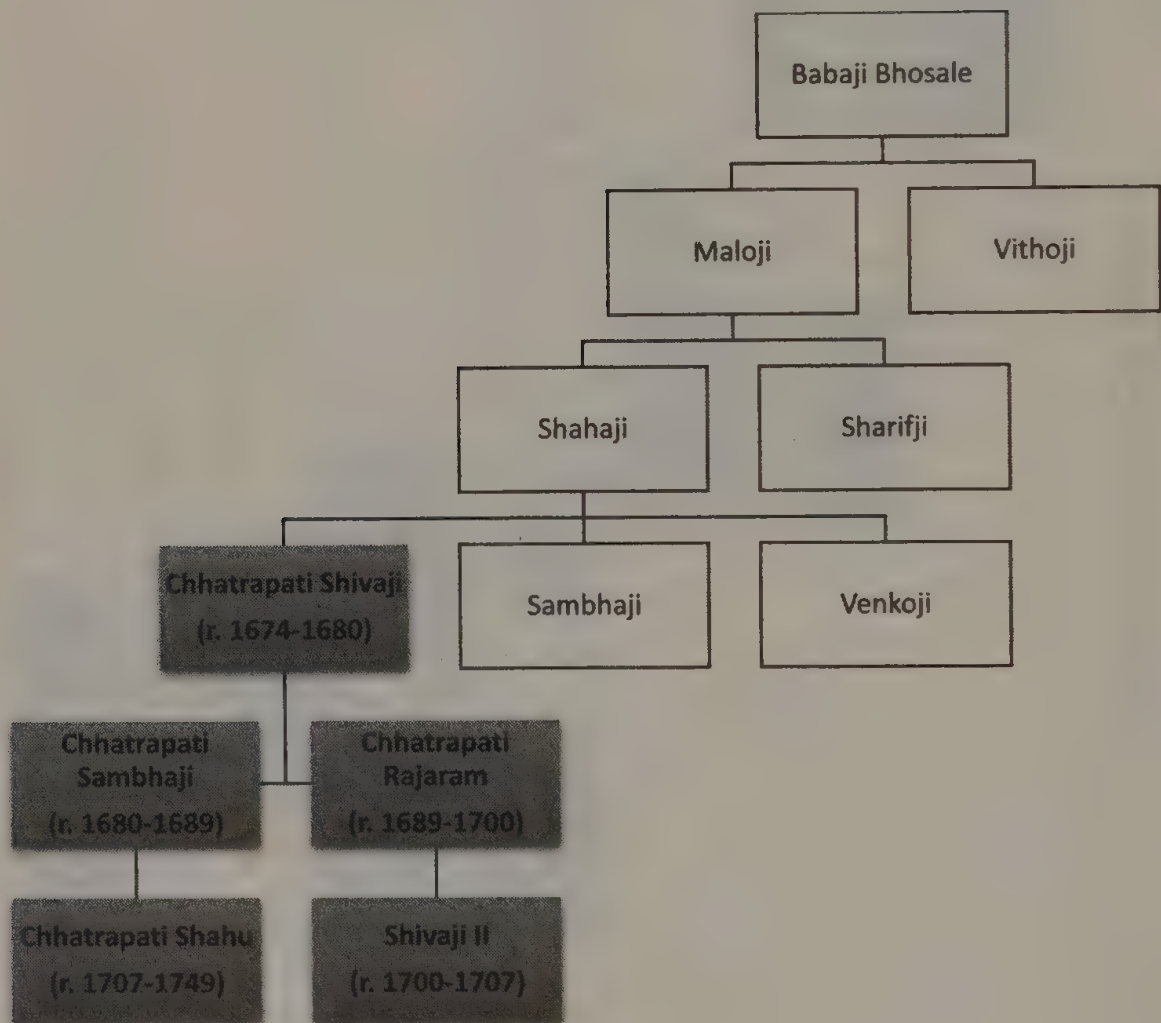 Babaji Bhosale
Maloji
Vithoji
Shahaji
Sharifji
Chhatrapati Shivaji
(r. 1674-1680)
Sambhaji
Venkoji
Chhatrapati
Sambhaji
(r. 1680-1689)
Chhatrapati
Rajaram
(r. 1689-1700)
Chhatrapati Shahu
(r. 1707-1749)
Shivaji II
(r. 1700-1707)